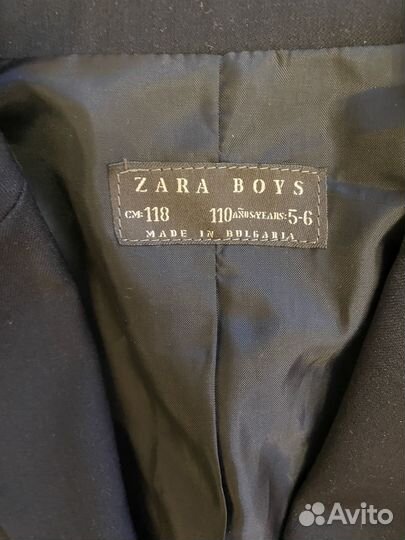 ZARA BOYS
CM: 118 110 AÑOS/YEARS: 5-6
MADE IN BULGARIA
Avito